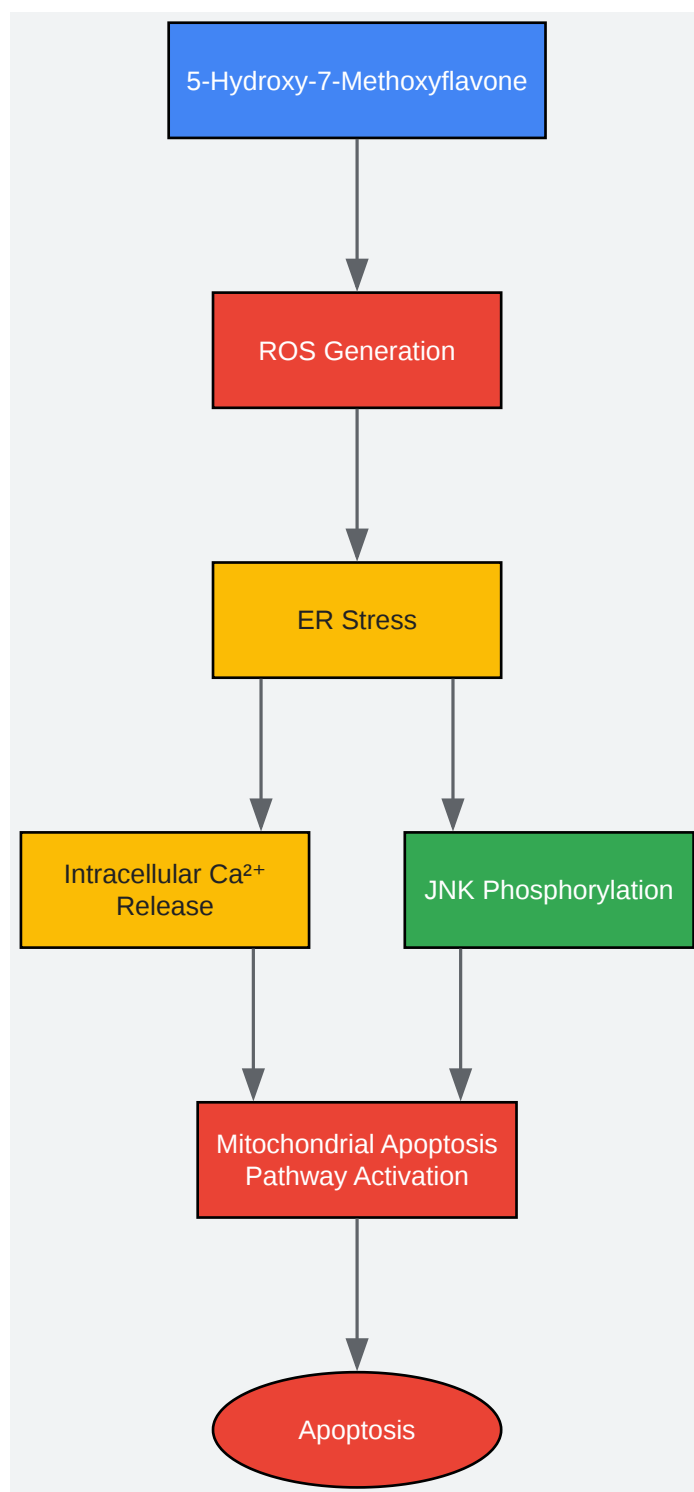 5-Hydroxy-7-Methoxyflavone
ROS Generation
ER Stress
Intracellular Ca²⁺
Release
JNK Phosphorylation
Mitochondrial Apoptosis
Pathway Activation
Apoptosis